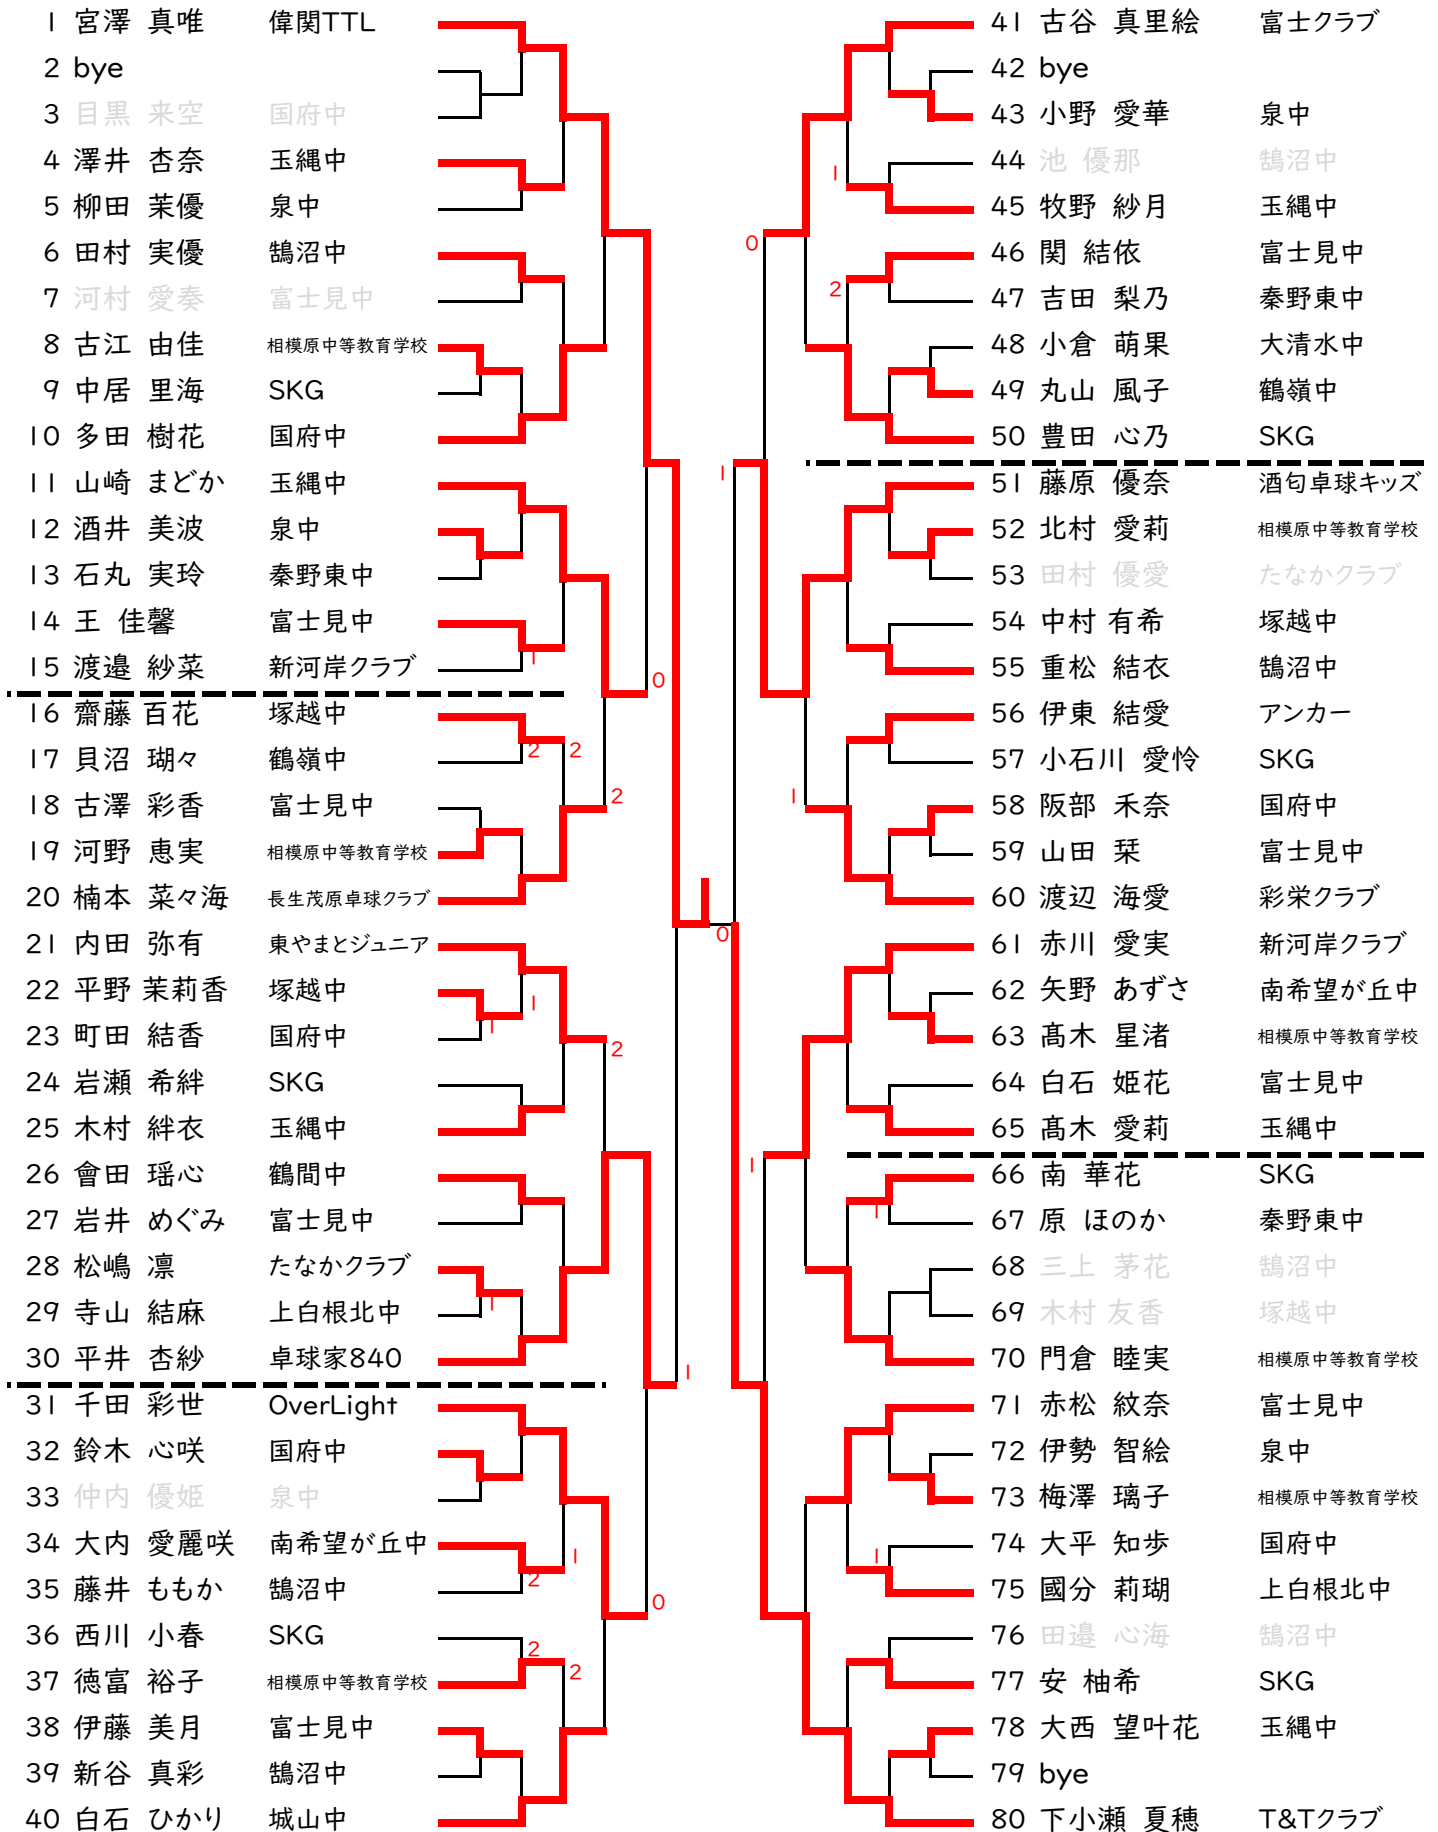 1 宮澤 真唯 偉関TTL
2 bye
3 目黒 来空 国府中
4 澤井 杏奈 玉縄中
5 柳田 茉優 泉中
6 田村 実優 鵠沼中
7 河村 愛奏 富士見中
8 古江 由佳 相模原中等教育学校
9 中居 里海 SKG
10 多田 樹花 国府中
11 山崎 まどか 玉縄中
12 酒井 美波 泉中
13 石丸 実玲 秦野東中
14 王 佳馨 富士見中
1
15 渡邉 紗菜 新河岸クラブ
0
16 齋藤 百花 塚越中
2 2
17 貝沼 瑚々 鶴嶺中
18 古澤 彩香 富士見中
2
19 河野 恵実 相模原中等教育学校
20 楠本 菜々海 長生茂原卓球クラブ
21 内田 弥有 東やまとジュニア
0
22 平野 茉莉香 塚越中
1
1
23 町田 結香 国府中
2
24 岩瀬 希絆 SKG
25 木村 絆衣 玉縄中
26 會田 瑶心 鶴間中
27 岩井 めぐみ 富士見中
28 松嶋 凛 たなかクラブ
1
29 寺山 結麻 上白根北中
30 平井 杏紗 卓球家840
1
31 千田 彩世 OverLight
32 鈴木 心咲 国府中
33 仲内 優姫 泉中
34 大内 愛麗咲 南希望が丘中
1
2
35 藤井 ももか 鵠沼中
0
36 西川 小春 SKG
2
2
37 徳富 裕子 相模原中等教育学校
38 伊藤 美月 富士見中
39 新谷 真彩 鵠沼中
40 白石 ひかり 城山中
41 古谷 真里絵 富士クラブ
42 bye
43 小野 愛華 泉中
44 池 優那 鵠沼中
1
45 牧野 紗月 玉縄中
0
46 関 結依 富士見中
2
47 吉田 梨乃 秦野東中
48 小倉 萌果 大清水中
49 丸山 風子 鶴嶺中
50 豊田 心乃 SKG
1
51 藤原 優奈 酒匂卓球キッズ
52 北村 愛莉 相模原中等教育学校
53 田村 優愛 たなかクラブ
54 中村 有希 塚越中
55 重松 結衣 鵠沼中
56 伊東 結愛 アンカー
57 小石川 愛怜 SKG
1
58 阪部 禾奈 国府中
59 山田 栞 富士見中
60 渡辺 海愛 彩栄クラブ
61 赤川 愛実 新河岸クラブ
62 矢野 あずさ 南希望が丘中
63 髙木 星渚 相模原中等教育学校
64 白石 姫花 富士見中
65 髙木 愛莉 玉縄中
1
66 南 華花 SKG
1
67 原 ほのか 秦野東中
68 三上 茅花 鵠沼中
69 木村 友香 塚越中
70 門倉 睦実 相模原中等教育学校
71 赤松 紋奈 富士見中
72 伊勢 智絵 泉中
73 梅澤 璃子 相模原中等教育学校
74 大平 知歩 国府中
1
75 國分 莉瑚 上白根北中
76 田邉 心海 鵠沼中
77 安 柚希 SKG
78 大西 望叶花 玉縄中
79 bye
80 下小瀬 夏穂 T&Tクラブ